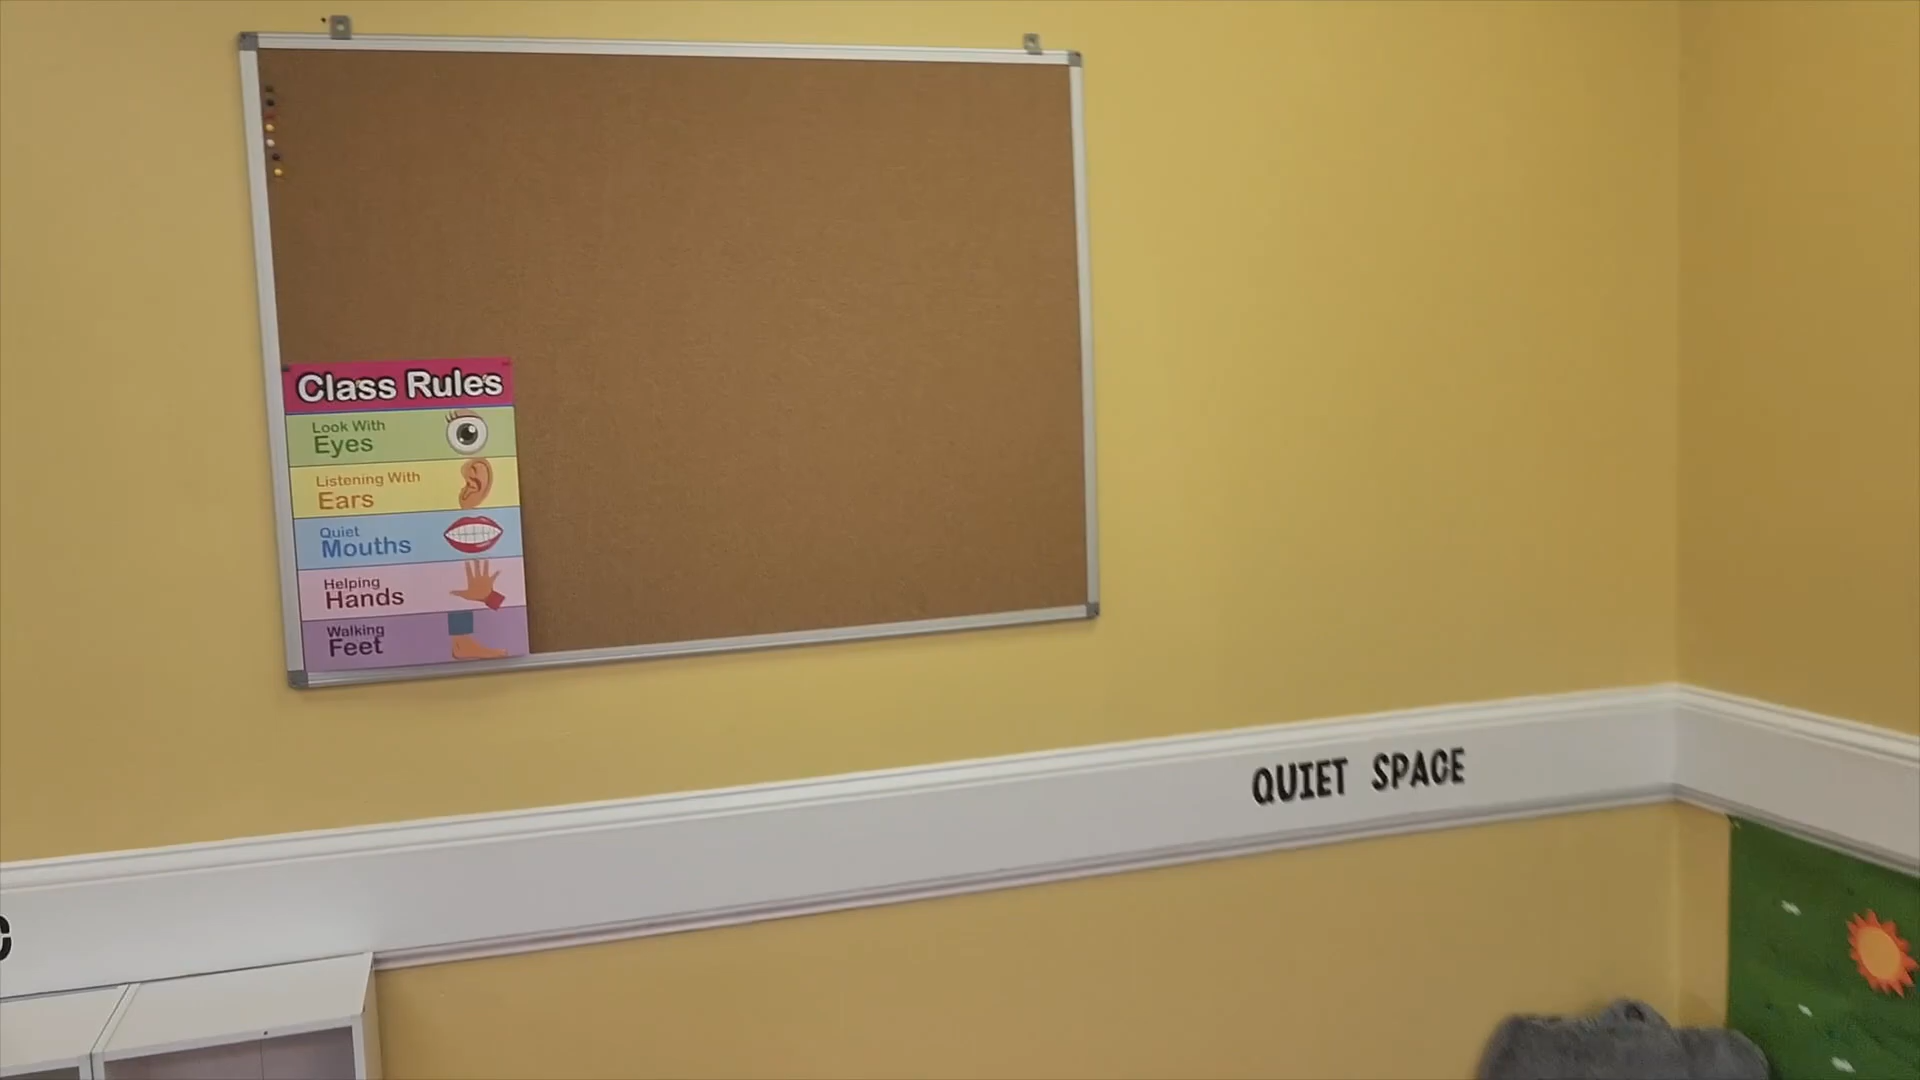 Class Rules
Look With
Eyes
Listening With
Ears
Quiet
Mouths
Helping
Hands
Walking
Feet
QUIET SPACE